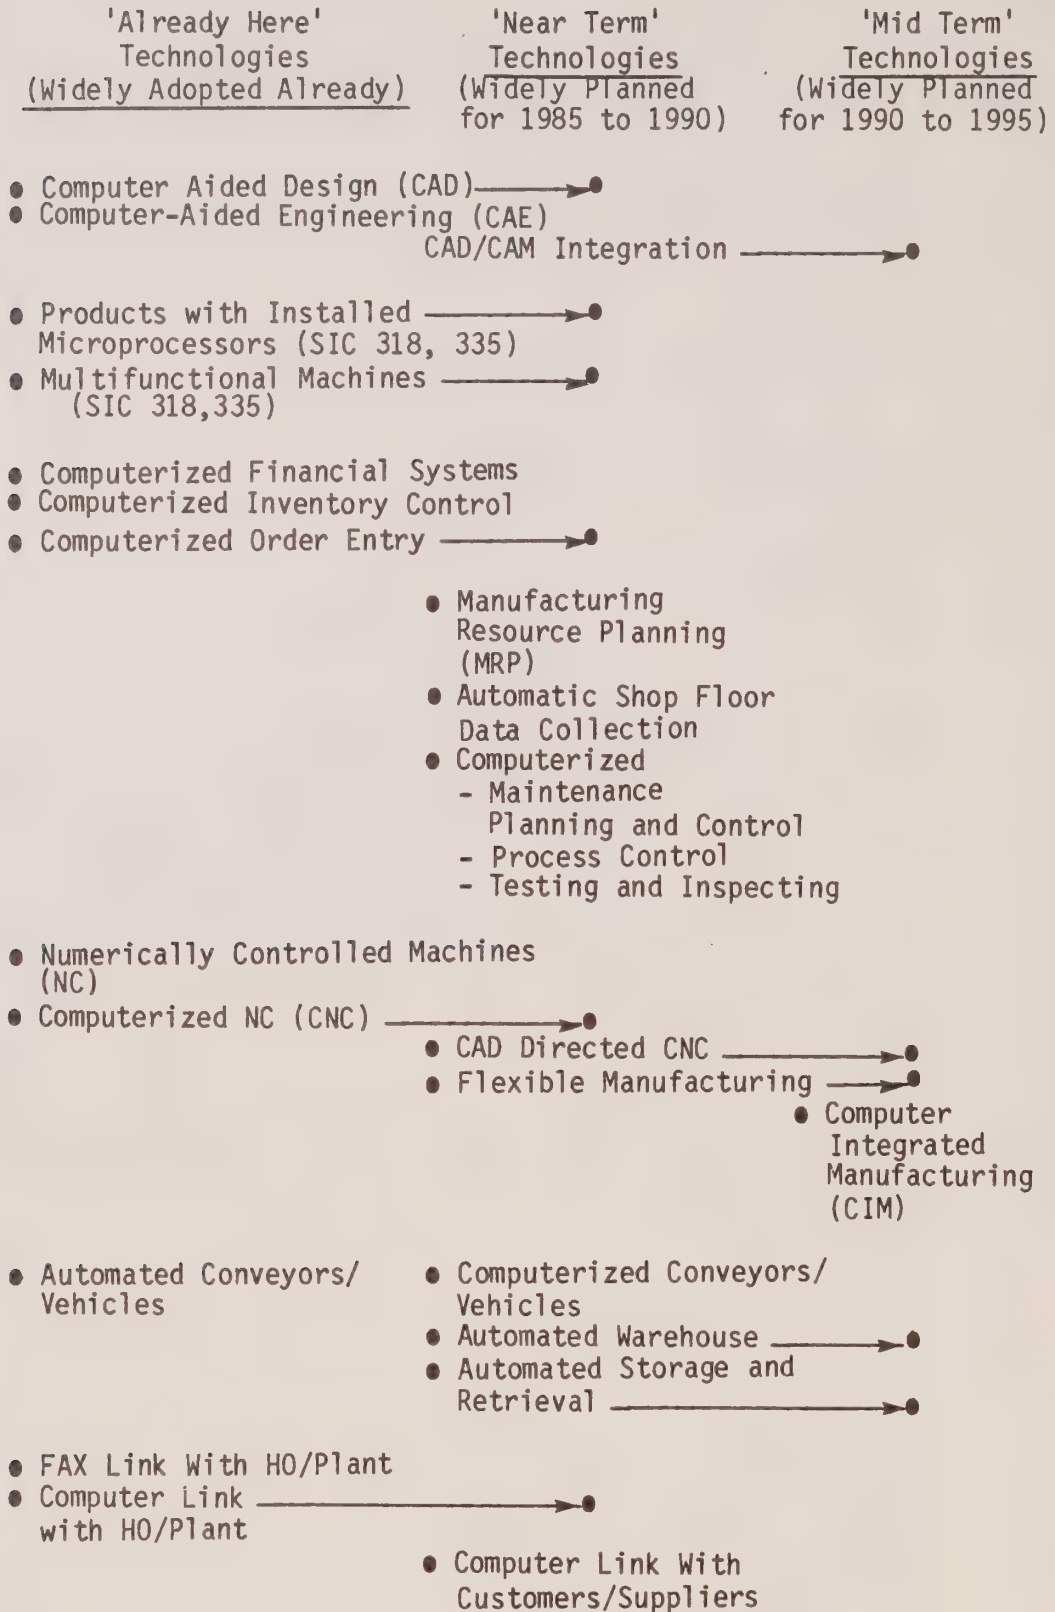 'Already Here' 'Near Term' 'Mid Term'
Technologies Technologies Technologies
(Widely Adopted Already) (Widely Planned (Widely Planned
for 1985 to 1990) for 1990 to 1995)
• Computer Aided Design (CAD)
• Computer-Aided Engineering (CAE)
CAD/CAM Integration
• Products with Installed
Microprocessors (SIC 318, 335)
• Multifunctional Machines
(SIC 318,335)
• Computerized Financial Systems
• Computerized Inventory Control
• Computerized Order Entry
• Manufacturing
Resource Planning
(MRP)
• Automatic Shop Floor
Data Collection
• Computerized
- Maintenance
Planning and Control
- Process Control
- Testing and Inspecting
• Numerically Controlled Machines
(NC)
• Computerized NC (CNC)
• CAD Directed CNC
• Flexible Manufacturing
• Computer
Integrated
Manufacturing
(CIM)
• Automated Conveyors/ • Computerized Conveyors/
Vehicles Vehicles
• Automated Warehouse
• Automated Storage and
Retrieval
• FAX Link With HO/Plant
• Computer Link
with HO/Plant
• Computer Link With
Customers/Suppliers